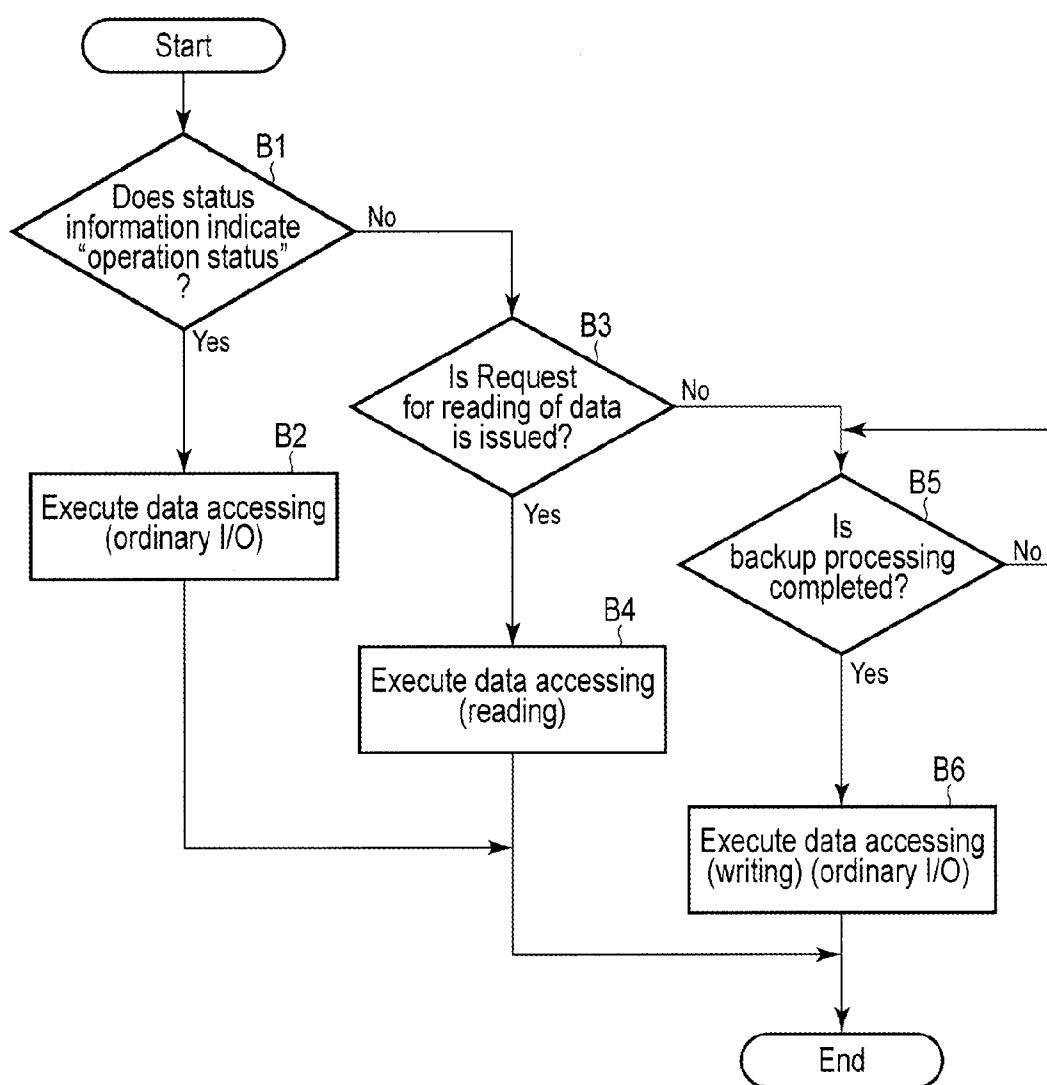 Start
B1
Does status
information indicate
“operation status”
?
No
Yes
B3
Is Request
for reading of data
is issued?
No
Yes
B2
Execute data accessing
(ordinary I/O)
B5
Is
backup processing
completed?
No
Yes
B4
Execute data accessing
(reading)
B6
Execute data accessing
(writing) (ordinary I/O)
End